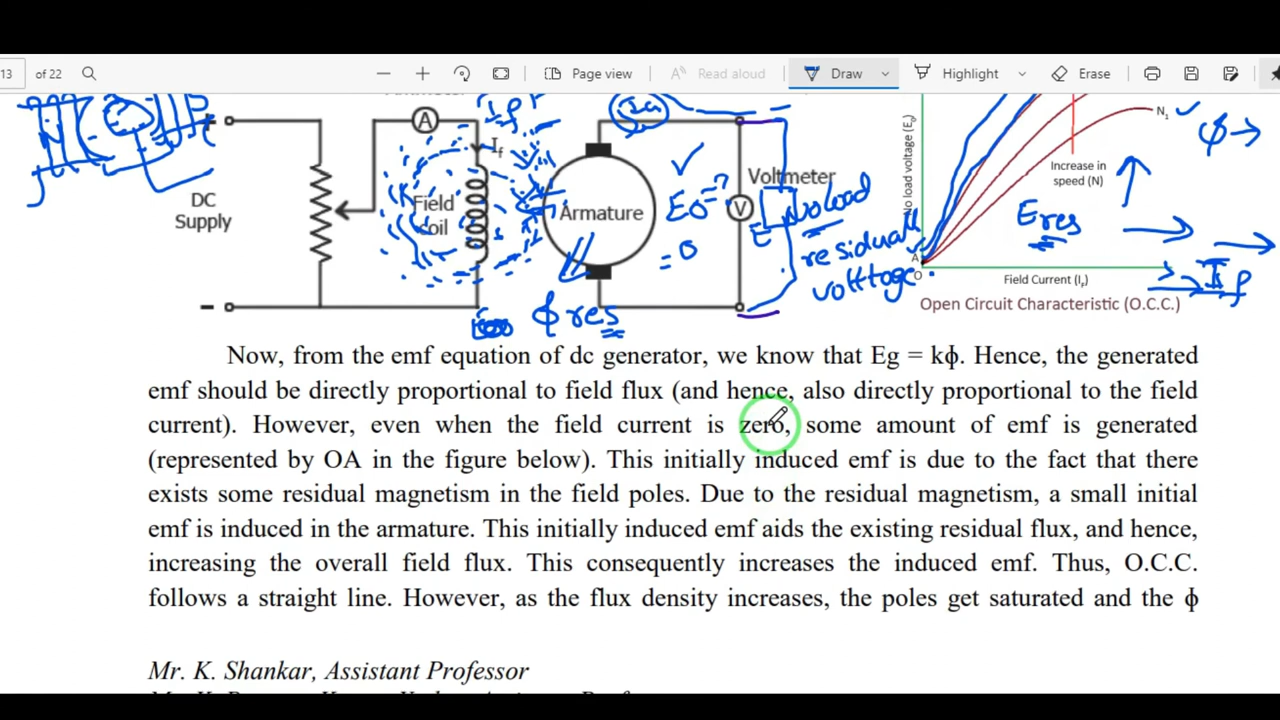 13 of 22 Page view Read aloud Draw Highlight Erase
A
If
If
Ia
DC
Supply
Field
coil
Armature
E0 = ?
= 0
V
Voltmeter
No load
residual
voltage
ϕ res
No load voltage (E0)
N1
ϕ →
Increase in
speed (N)
Eres
A
O
Field Current (If)
If
Open Circuit Characteristic (O.C.C.)
Now, from the emf equation of dc generator, we know that Eg = kϕ. Hence, the generated
emf should be directly proportional to field flux (and hence, also directly proportional to the field
current). However, even when the field current is zero, some amount of emf is generated
(represented by OA in the figure below). This initially induced emf is due to the fact that there
exists some residual magnetism in the field poles. Due to the residual magnetism, a small initial
emf is induced in the armature. This initially induced emf aids the existing residual flux, and hence,
increasing the overall field flux. This consequently increases the induced emf. Thus, O.C.C.
follows a straight line. However, as the flux density increases, the poles get saturated and the ϕ
Mr. K. Shankar, Assistant Professor